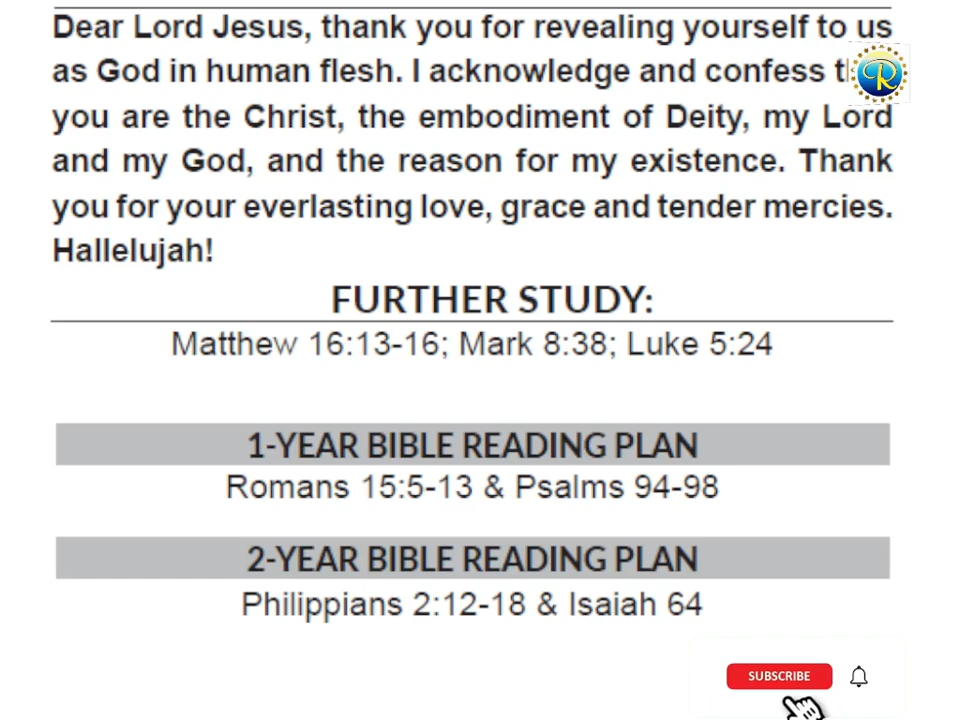 Dear Lord Jesus, thank you for revealing yourself to us
as God in human flesh. I acknowledge and confess
you are the Christ, the embodiment of Deity, my Lord
and my God, and the reason for my existence. Thank
you for your everlasting love, grace and tender mercies.
Hallelujah!
FURTHER STUDY:
Matthew 16:13-16; Mark 8:38; Luke 5:24
1-YEAR BIBLE READING PLAN
Romans 15:5-13 & Psalms 94-98
2-YEAR BIBLE READING PLAN
Philippians 2:12-18 & Isaiah 64
SUBSCRIBE